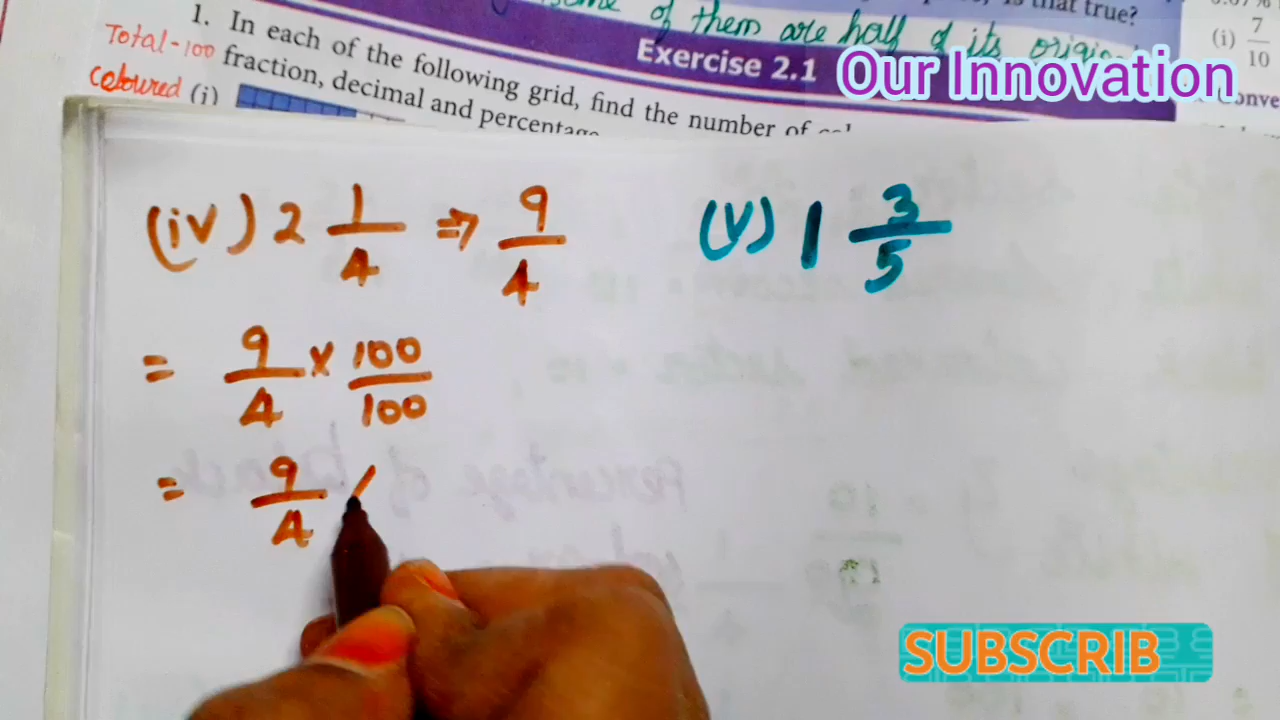 some of them are half of its
is that true?
(i) 7/10
Exercise 2.1
Our Innovation
1. In each of the following grid, find the number of
Total - 100
fraction, decimal and percentage
coloured (i)
(iv) 2 1/4 ⇒ 9/4
(v) 1 3/5
= 9/4 × 100/100
= 9/4
SUBSCRIB